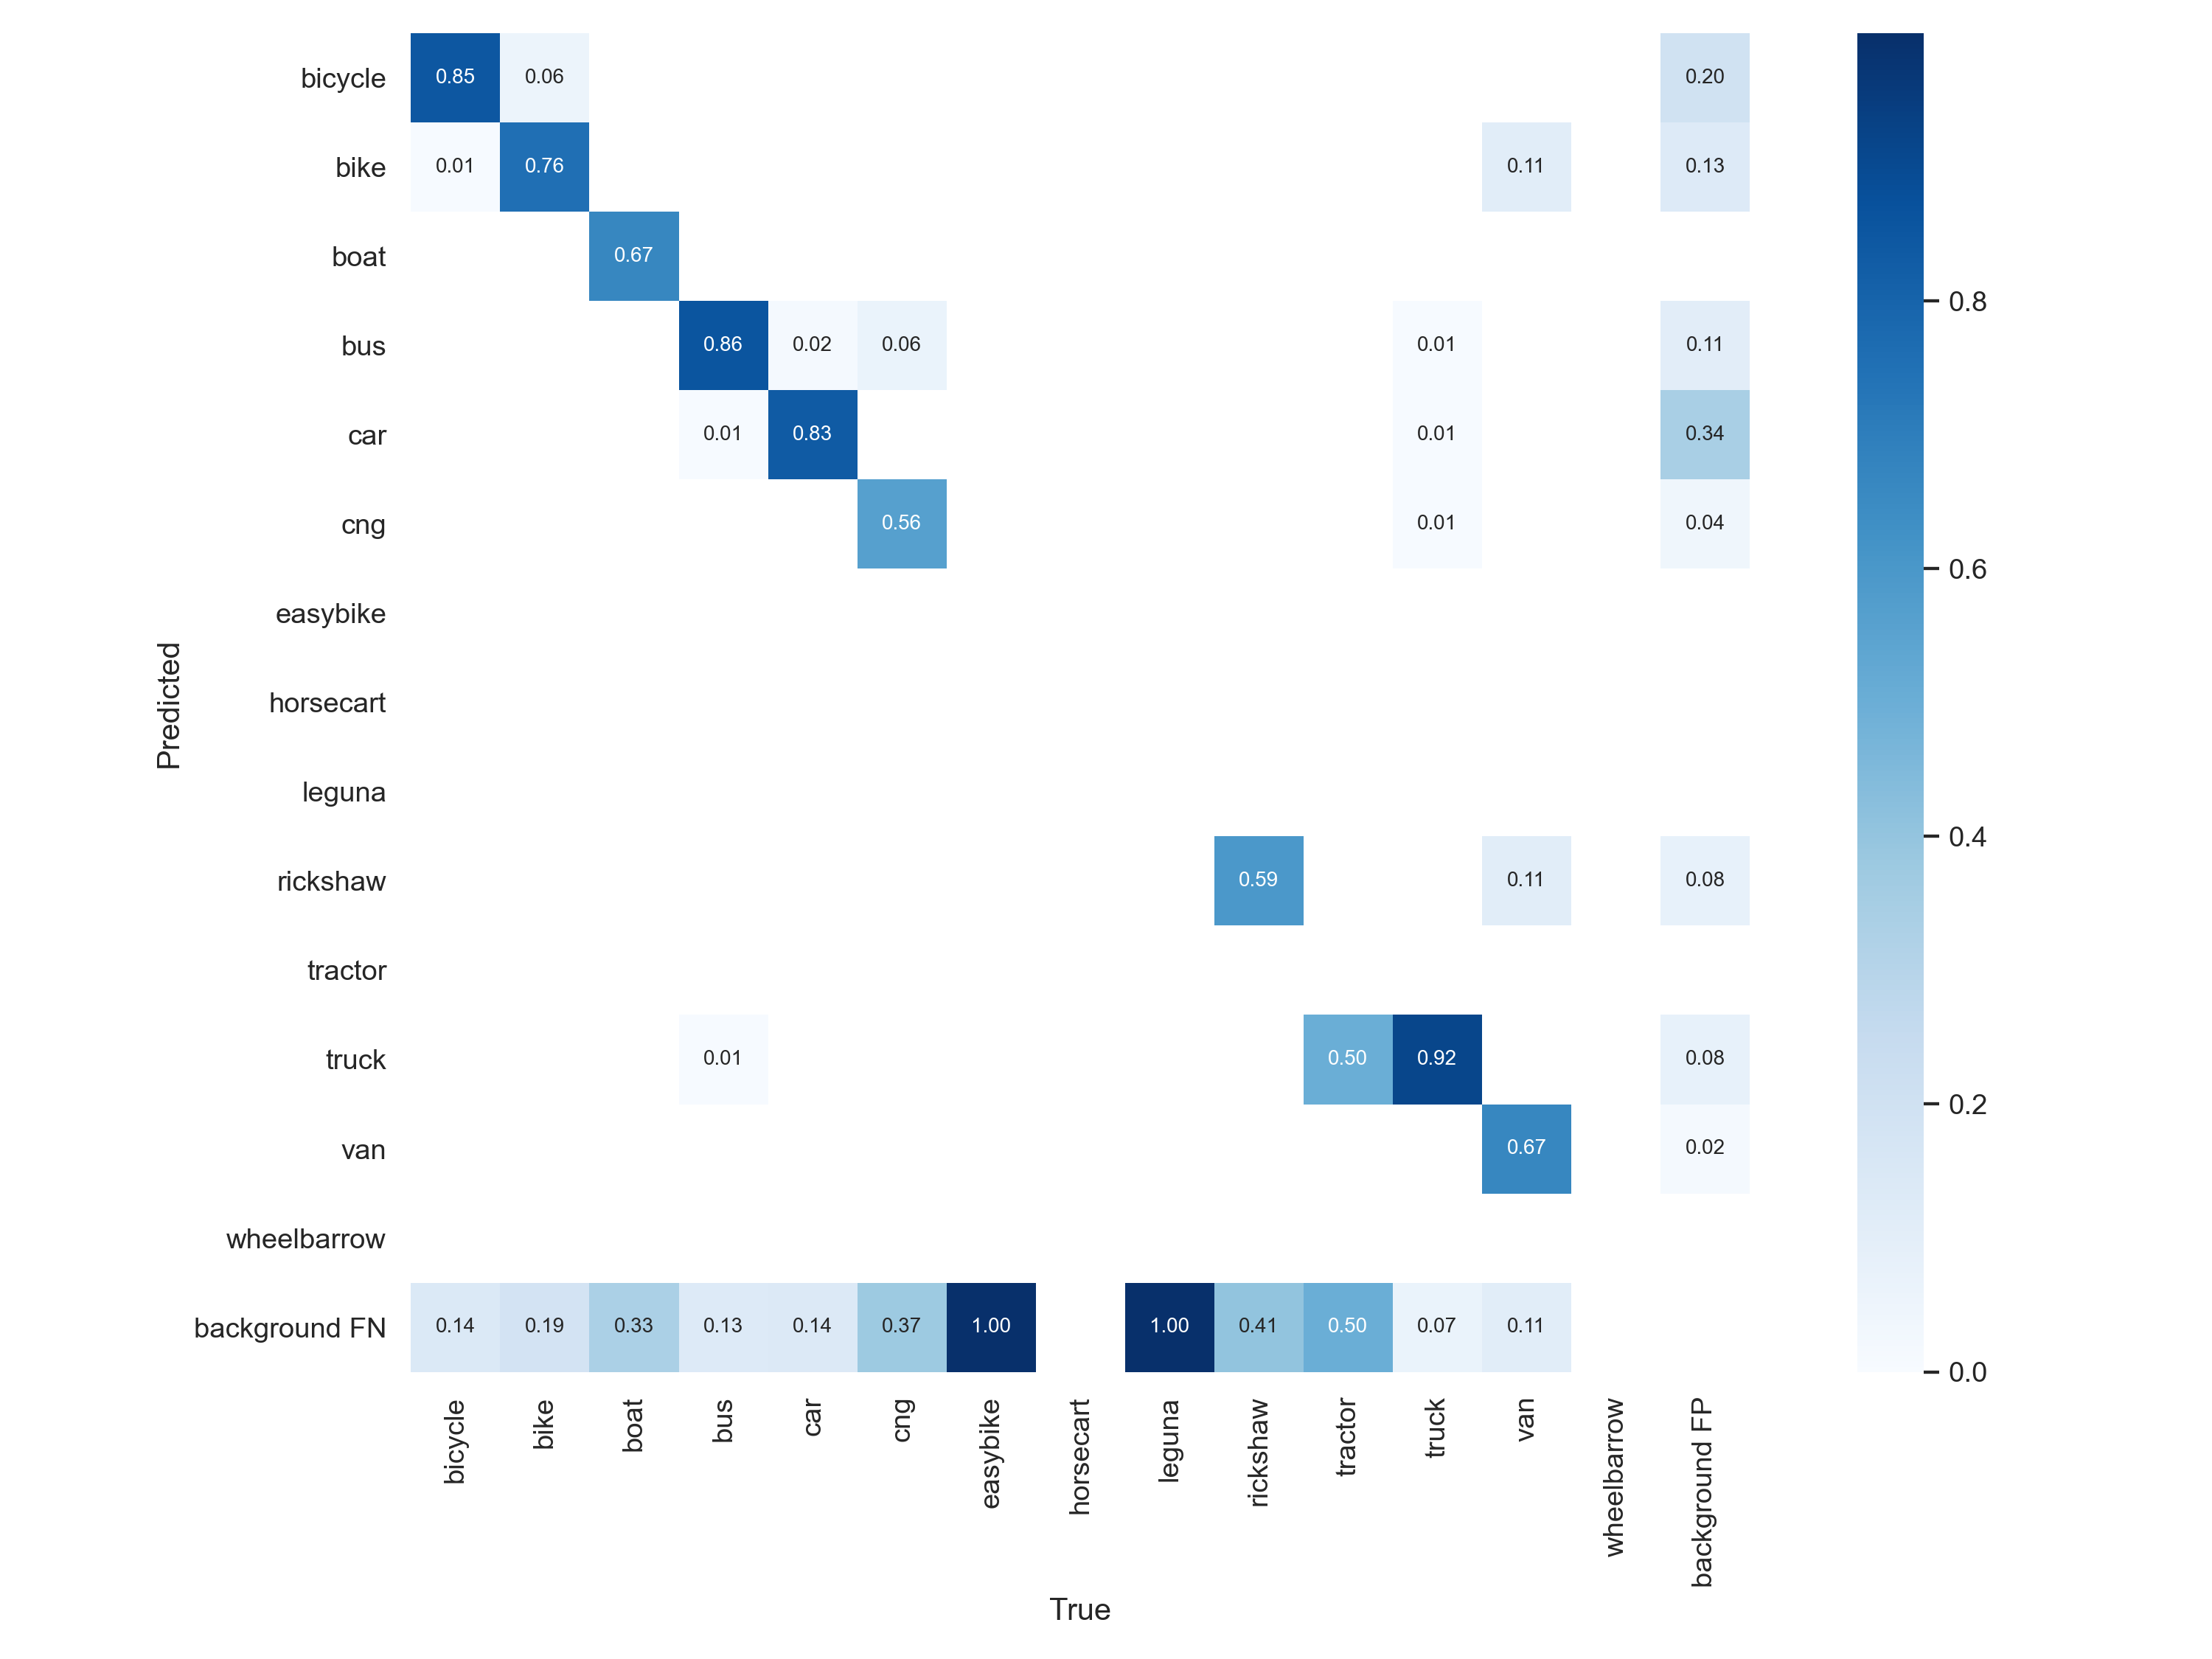 bicycle 0.85 0.06 0.20
bike 0.01 0.76 0.11 0.13
boat 0.67
bus 0.86 0.02 0.06 0.01 0.11
0.8
car 0.01 0.83 0.01 0.34
cng 0.56 0.01 0.04
0.6
easybike
Predicted
horsecart
leguna
0.4
rickshaw 0.59 0.11 0.08
tractor
truck 0.01 0.50 0.92 0.08
0.2
van 0.67 0.02
wheelbarrow
background FN 0.14 0.19 0.33 0.13 0.14 0.37 1.00 1.00 0.41 0.50 0.07 0.11
0.0
bicycle bike boat bus car cng easybike horsecart leguna rickshaw tractor truck van wheelbarrow background FP
True